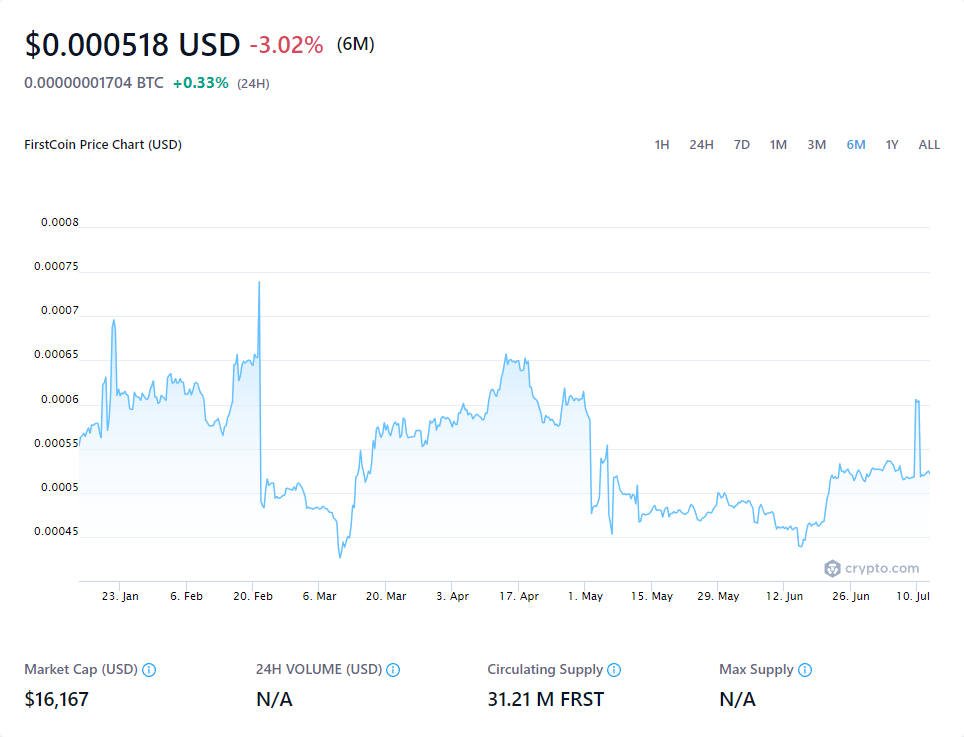 $0.000518 USD -3.02% (6M)
0.00000001704 BTC +0.33% (24H)
FirstCoin Price Chart (USD) 1H 24H 7D 1M 3M 6M 1Y ALL
0.0008
0.00075
0.0007
0.00065
0.0006
0.00055
0.0005
0.00045
crypto.com
23. Jan 6. Feb 20. Feb 6. Mar 20. Mar 3. Apr 17. Apr 1. May 15. May 29. May 12. Jun 26. Jun 10. Jul
Market Cap (USD) 24H VOLUME (USD) Circulating Supply Max Supply
$16,167 N/A 31.21 M FRST N/A